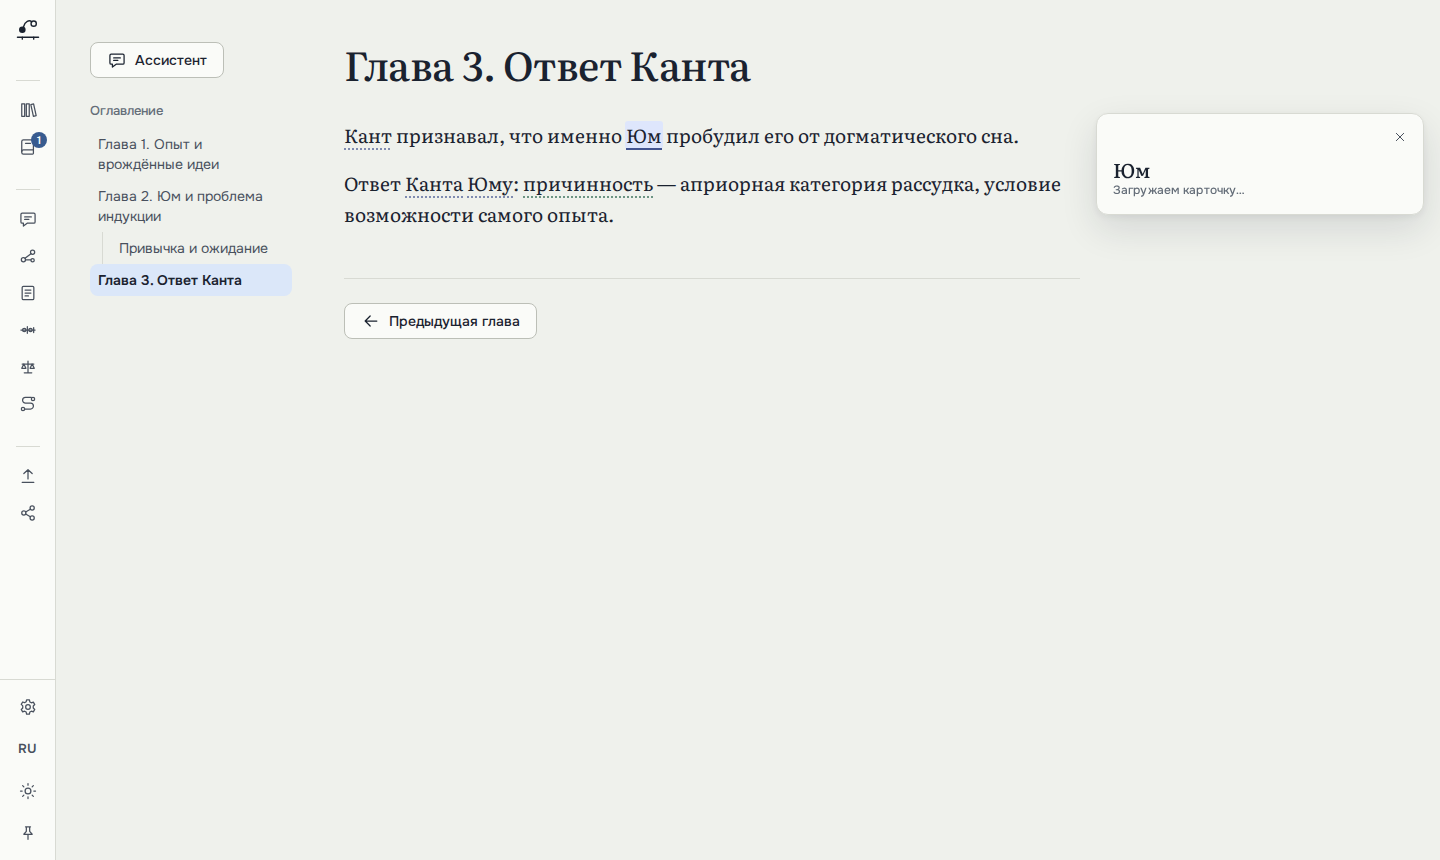 1
RU
Ассистент
Оглавление
Глава 1. Опыт и
врождённые идеи
Глава 2. Юм и проблема
индукции
Привычка и ожидание
Глава 3. Ответ Канта
Глава 3. Ответ Канта
Кант признавал, что именно Юм пробудил его от догматического сна.
Ответ Канта Юму: причинность — априорная категория рассудка, условие
возможности самого опыта.
Предыдущая глава
Юм
Загружаем карточку…